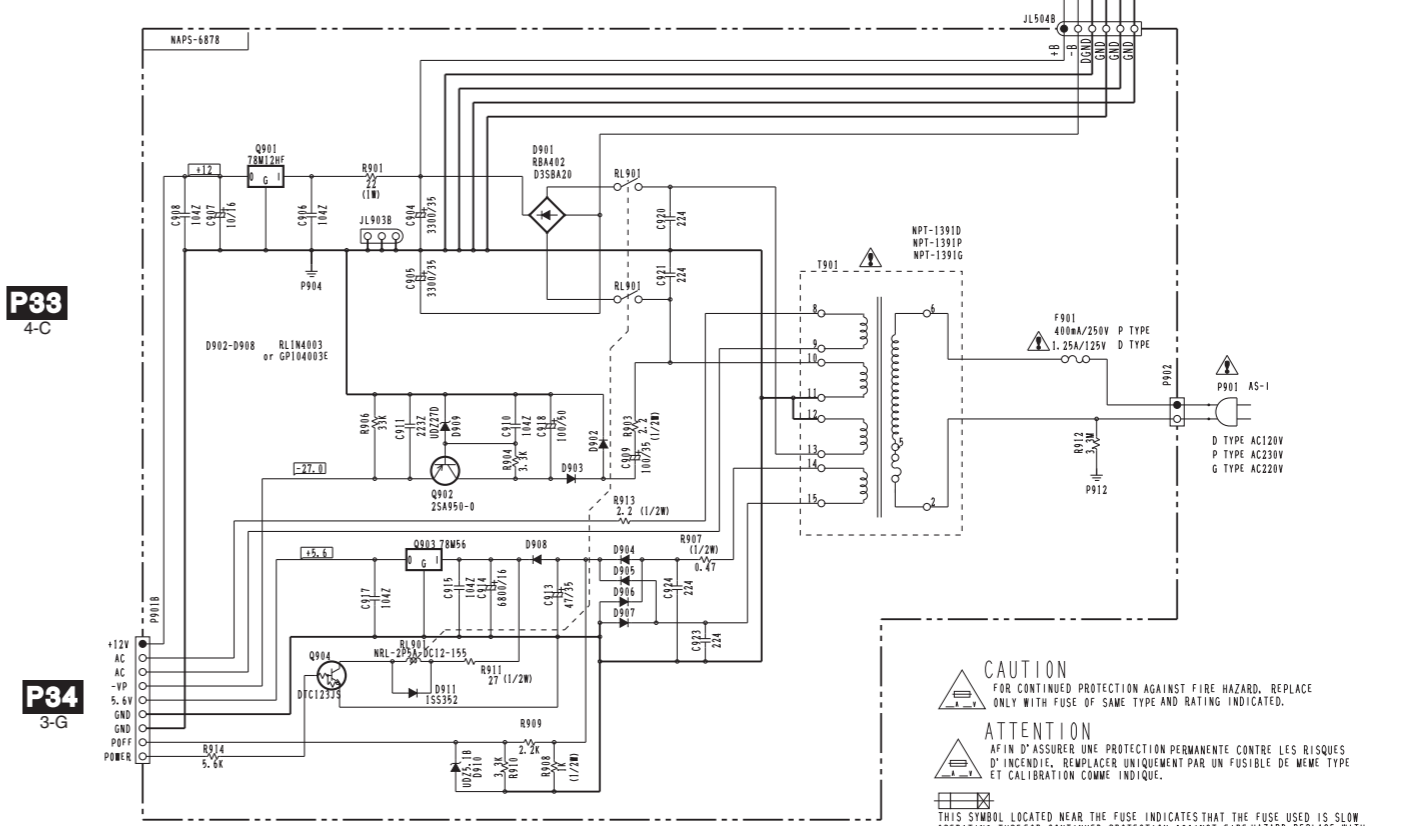 JL504B
NAPS-6878
+B
-B
DGND
GND
GND
GND
Q901
78M12HF
+12
O G I
C908
104Z
C907
10/16
C906
104Z
R901
22
(1W)
JL903B
C904
3300/35
C905
3300/35
P904
D901
RBA402
D3SBA20
RL901
RL901
C920
224
C921
224
NPT-1391D
NPT-1391P
NPT-1391G
T901
8
9
10
11
12
13
14
15
6
5
2
F901
400mA/250V P TYPE
1.25A/125V D TYPE
P902
P901 AS-1
D TYPE AC120V
P TYPE AC230V
G TYPE AC220V
R912
3.3M
P912
P33
4-C
D902-D908 RL1N4003
or GP104003E
R906
33K
C911
223Z
UDZ27D
D909
C910
104Z
C918
100/50
R904
3.3K
D902
R903
2.2
(1/2W)
C909
100/35
-27.0
D903
Q902
2SA950-O
R913
2.2 (1/2W)
+5.6
Q903 78M56
O G I
D908
D904
D905
D906
D907
R907
(1/2W)
0.47
C917
104Z
C915
104Z
C914
6800/16
C913
47/35
C924
224
C923
224
P901B
+12V
AC
AC
-VP
5.6V
GND
GND
POFF
POWER
P34
3-G
Q904
DTC123JS
RL901
NRL-2P5A-DC12-155
D911
1SS352
R911
27 (1/2W)
R914
5.6K
R909
2.2K
UDZ5.1B
D910
3.3K
R910
R908
1K
(1/2W)
CAUTION
FOR CONTINUED PROTECTION AGAINST FIRE HAZARD, REPLACE
ONLY WITH FUSE OF SAME TYPE AND RATING INDICATED.
A V
ATTENTION
AFIN D'ASSURER UNE PROTECTION PERMANENTE CONTRE LES RISQUES
D'INCENDIE, REMPLACER UNIQUEMENT PAR UN FUSIBLE DE MEME TYPE
ET CALIBRATION COMME INDIQUE.
A V
THIS SYMBOL LOCATED NEAR THE FUSE INDICATES THAT THE FUSE USED IS SLOW